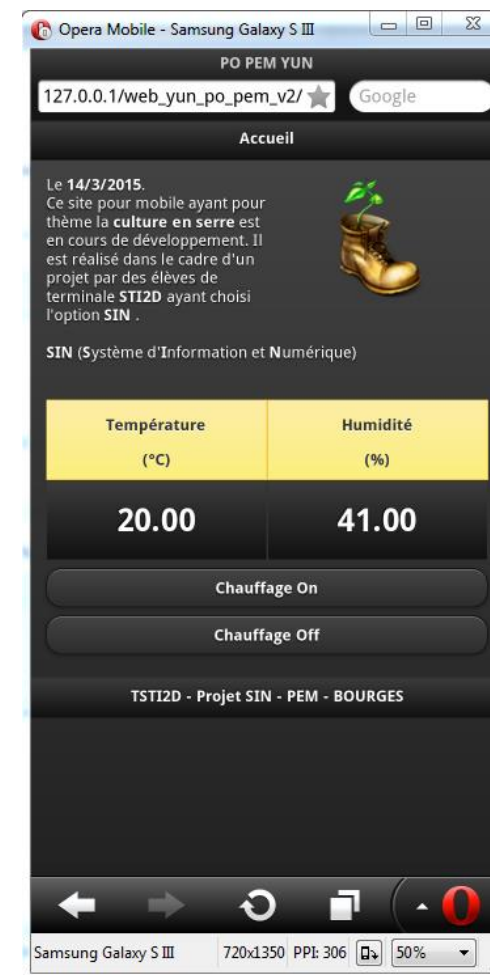 Opera Mobile - Samsung Galaxy S III
PO PEM YUN
127.0.0.1/web_yun_po_pem_v2/
Google
Accueil
Le 14/3/2015.
Ce site pour mobile ayant pour
thème la culture en serre est
en cours de développement. Il
est réalisé dans le cadre d'un
projet par des élèves de
terminale STI2D ayant choisi
l'option SIN .
SIN (Système d'Information et Numérique)
Température
(°C)
Humidité
(%)
20.00
41.00
Chauffage On
Chauffage Off
TSTI2D - Projet SIN - PEM - BOURGES
Samsung Galaxy S III
720x1350
PPI: 306
50%